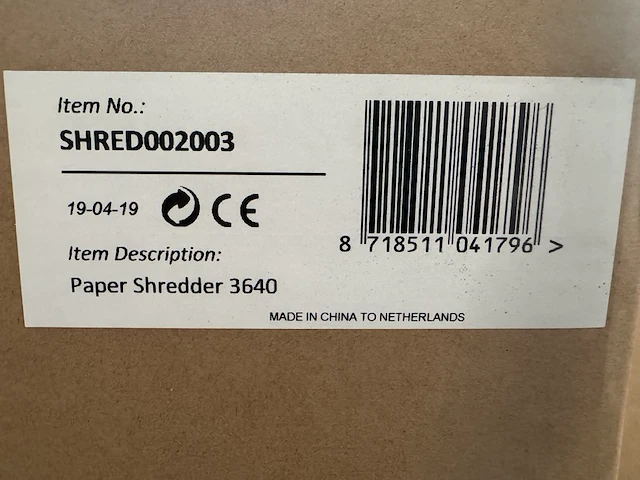 Item No.:
SHRED002003
19-04-19 CE
Item Description:
Paper Shredder 3640
8 718511 041796 >
MADE IN CHINA TO NETHERLANDS